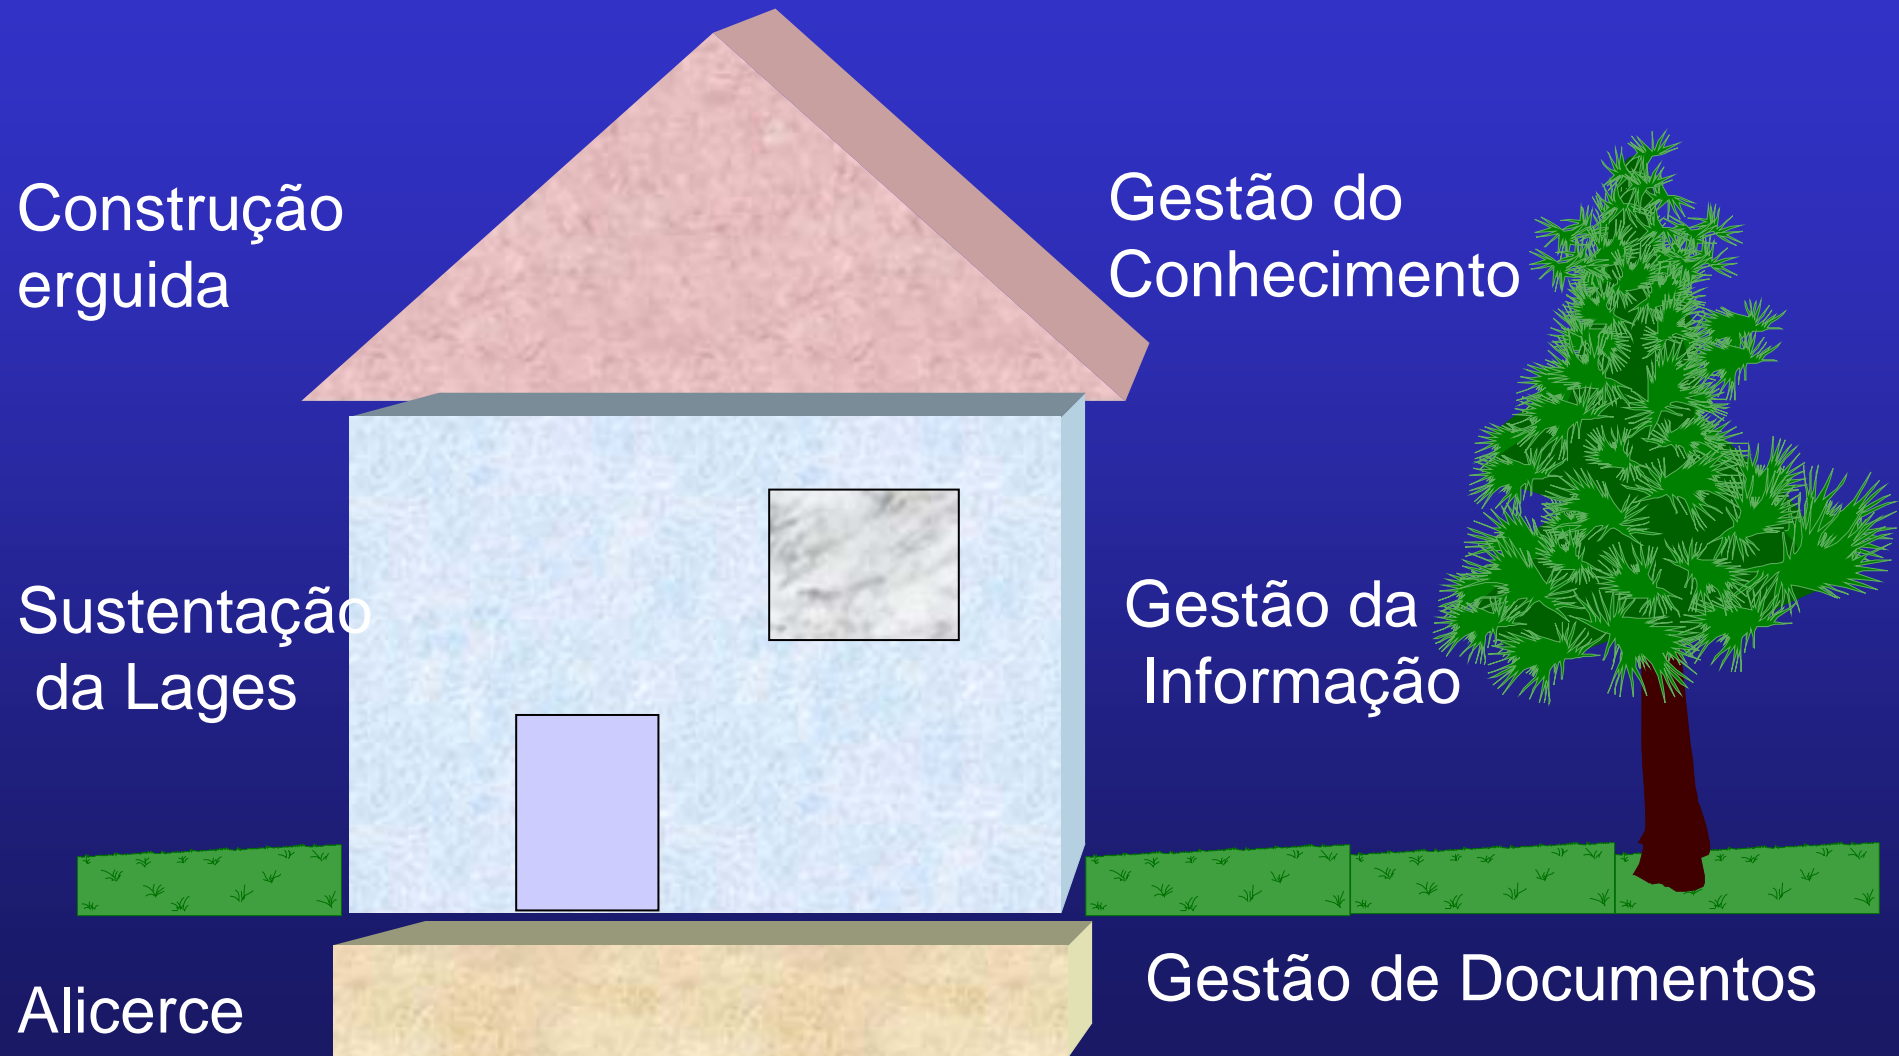 Construção
erguida
Gestão do
Conhecimento
Sustentação
da Lages
Gestão da
Informação
Alicerce
Gestão de Documentos